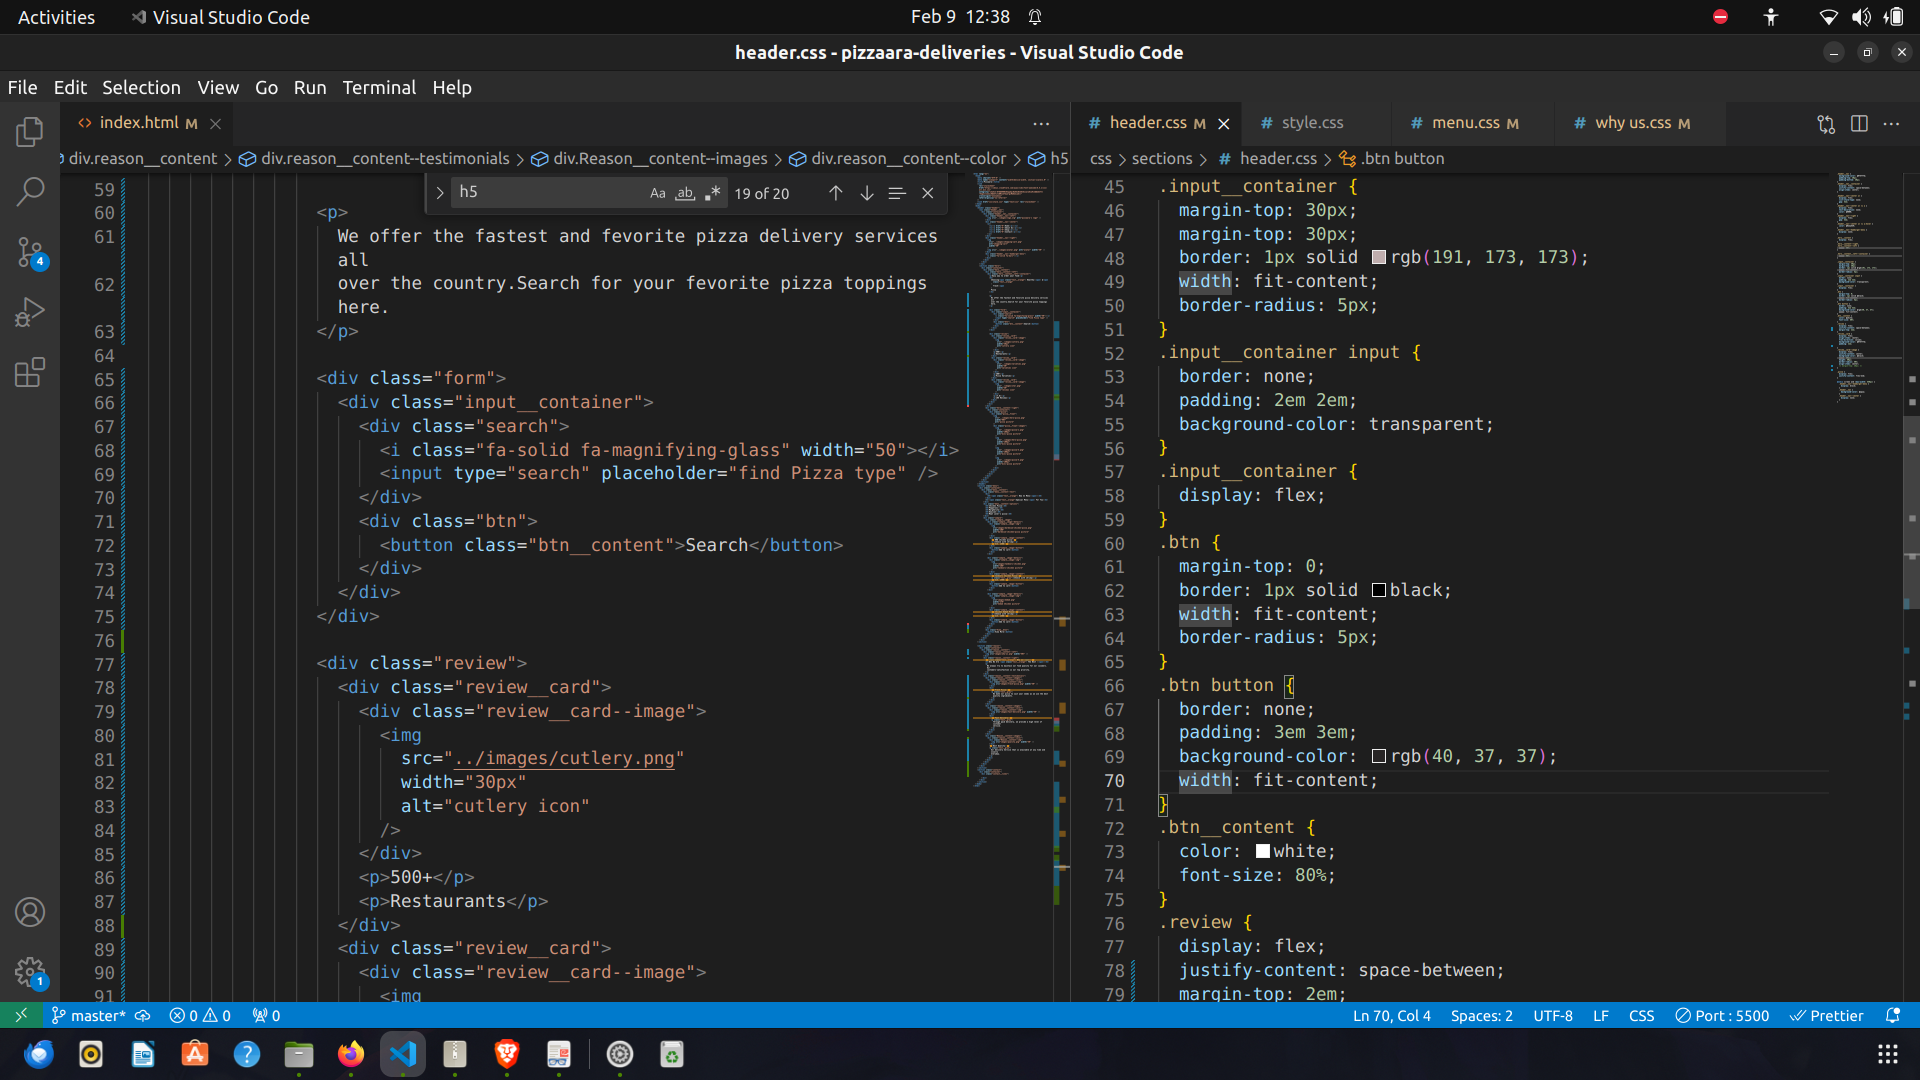 Activities
Visual Studio Code
Feb 9 12:38
header.css - pizzaara-deliveries - Visual Studio Code
File Edit Selection View Go Run Terminal Help
index.html M
div.reason__content > div.reason__content--testimonials > div.Reason__content--images > div.reason__content--color > h5
h5
Aa ab 19 of 20
59
60 <p>
61 We offer the fastest and fevorite pizza delivery services
all
62 over the country.Search for your fevorite pizza toppings
here.
63 </p>
64
65 <div class="form">
66 <div class="input__container">
67 <div class="search">
68 <i class="fa-solid fa-magnifying-glass" width="50"></i>
69 <input type="search" placeholder="find Pizza type" />
70 </div>
71 <div class="btn">
72 <button class="btn__content">Search</button>
73 </div>
74 </div>
75 </div>
76
77 <div class="review">
78 <div class="review__card">
79 <div class="review__card--image">
80 <img
81 src="../images/cutlery.png"
82 width="30px"
83 alt="cutlery icon"
84 />
85 </div>
86 <p>500+</p>
87 <p>Restaurants</p>
88 </div>
89 <div class="review__card">
90 <div class="review__card--image">
91 <img
header.css M
style.css
menu.css M
why us.css M
css > sections > # header.css > .btn button
45 .input__container {
46 margin-top: 30px;
47 margin-top: 30px;
48 border: 1px solid rgb(191, 173, 173);
49 width: fit-content;
50 border-radius: 5px;
51 }
52 .input__container input {
53 border: none;
54 padding: 2em 2em;
55 background-color: transparent;
56 }
57 .input__container {
58 display: flex;
59 }
60 .btn {
61 margin-top: 0;
62 border: 1px solid black;
63 width: fit-content;
64 border-radius: 5px;
65 }
66 .btn button {
67 border: none;
68 padding: 3em 3em;
69 background-color: rgb(40, 37, 37);
70 width: fit-content;
71 }
72 .btn__content {
73 color: white;
74 font-size: 80%;
75 }
76 .review {
77 display: flex;
78 justify-content: space-between;
79 margin-top: 2em;
4
1
master*
0 0
0
Ln 70, Col 4
Spaces: 2
UTF-8
LF
CSS
Port : 5500
Prettier